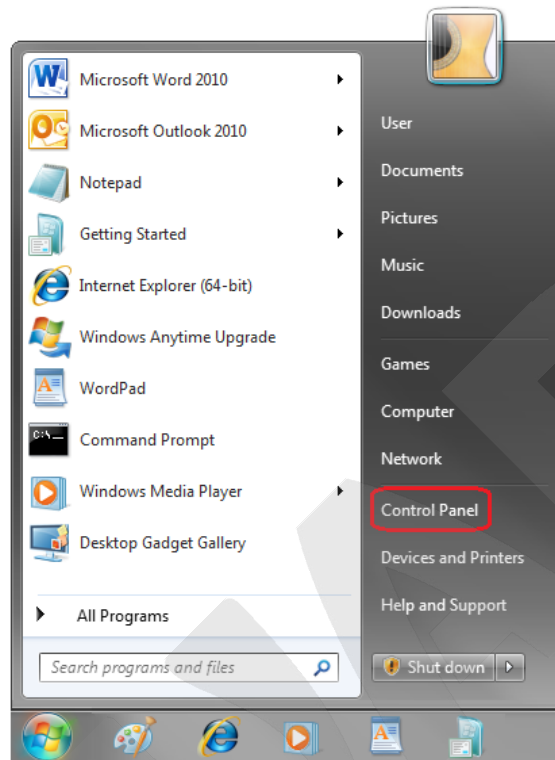 Microsoft Word 2010
Microsoft Outlook 2010
Notepad
Getting Started
Internet Explorer (64-bit)
Windows Anytime Upgrade
WordPad
C:\_
Command Prompt
Windows Media Player
Desktop Gadget Gallery
All Programs
Search programs and files
User
Documents
Pictures
Music
Downloads
Games
Computer
Network
Control Panel
Devices and Printers
Help and Support
Shut down